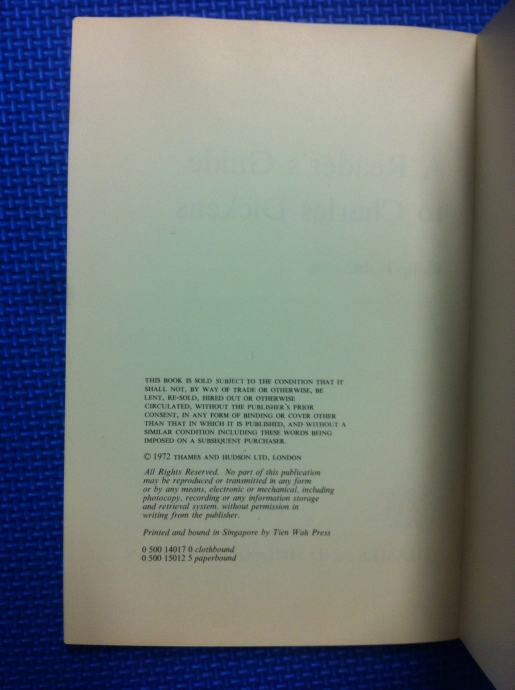 THIS BOOK IS SOLD SUBJECT TO THE CONDITION THAT IT
SHALL NOT, BY WAY OF TRADE OR OTHERWISE, BE
LENT, RE-SOLD, HIRED OUT OR OTHERWISE
CIRCULATED, WITHOUT THE PUBLISHER'S PRIOR
CONSENT, IN ANY FORM OF BINDING OR COVER OTHER
THAN THAT IN WHICH IT IS PUBLISHED, AND WITHOUT A
SIMILAR CONDITION INCLUDING THESE WORDS BEING
IMPOSED ON A SUBSEQUENT PURCHASER.
© 1972 THAMES AND HUDSON LTD, LONDON
All Rights Reserved. No part of this publication
may be reproduced or transmitted in any form
or by any means, electronic or mechanical, including
photocopy, recording or any information storage
and retrieval system. without permission in
writing from the publisher.
Printed and bound in Singapore by Tien Wah Press
0 500 14017 0 clothbound
0 500 15012 5 paperbound